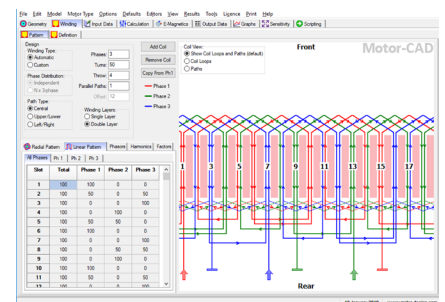 File Edit Model Motor Type Options Defaults Editors View Results Tools Licence Print Help
Geometry Winding Input Data Calculation E-Magnetics Output Data Graphs Sensitivity Scripting
Pattern Definition
Design
Winding Type:
Automatic
Custom
Phases: 3
Turns: 50
Throw: 4
Parallel Paths: 1
Offset: 12
Phase Distribution:
Independent
N x 3phase
Path Type:
Central
Upper/Lower
Left/Right
Winding Layers:
Single Layer
Double Layer
Add Coil
Remove Coil
Copy From Ph1
Phase 1
Phase 2
Phase 3
Coil View:
Show Coil Loops and Paths (default)
Coil Loops
Paths
Front
Motor-CAD
Radial Pattern Linear Pattern Phasors Harmonics Factors
All Phases Ph 1 Ph 2 Ph 3
Slot Total Phase 1 Phase 2 Phase 3
1 100 100 0 0
2 100 50 0 50
3 100 0 0 100
4 100 0 100 0
5 100 50 50 0
6 100 100 0 0
7 100 0 0 100
8 100 0 50 50
9 100 0 100 0
10 100 100 0 0
11 100 50 0 50
1 3 5 7 9 11 13 15 17
Rear